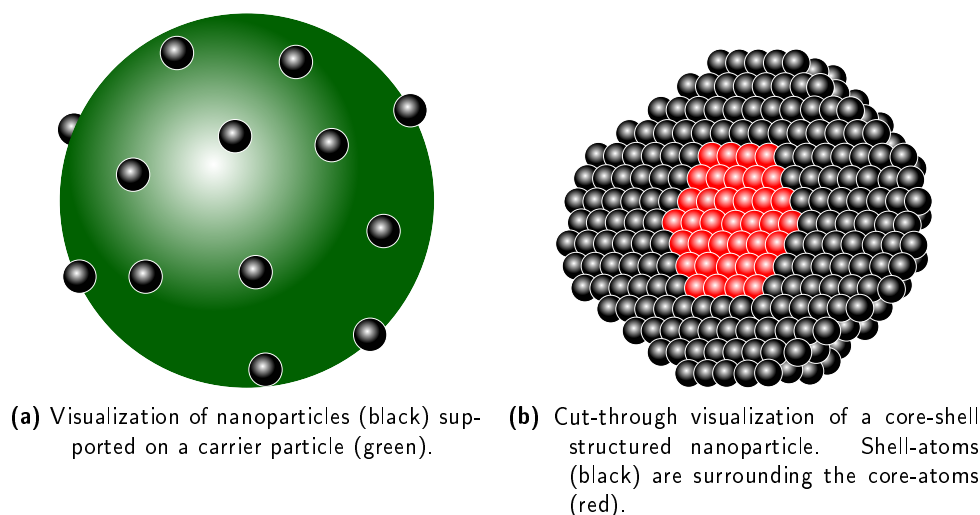 (a) Visualization of nanoparticles (black) sup-
ported on a carrier particle (green).
(b) Cut-through visualization of a core-shell
structured nanoparticle. Shell-atoms
(black) are surrounding the core-atoms
(red).